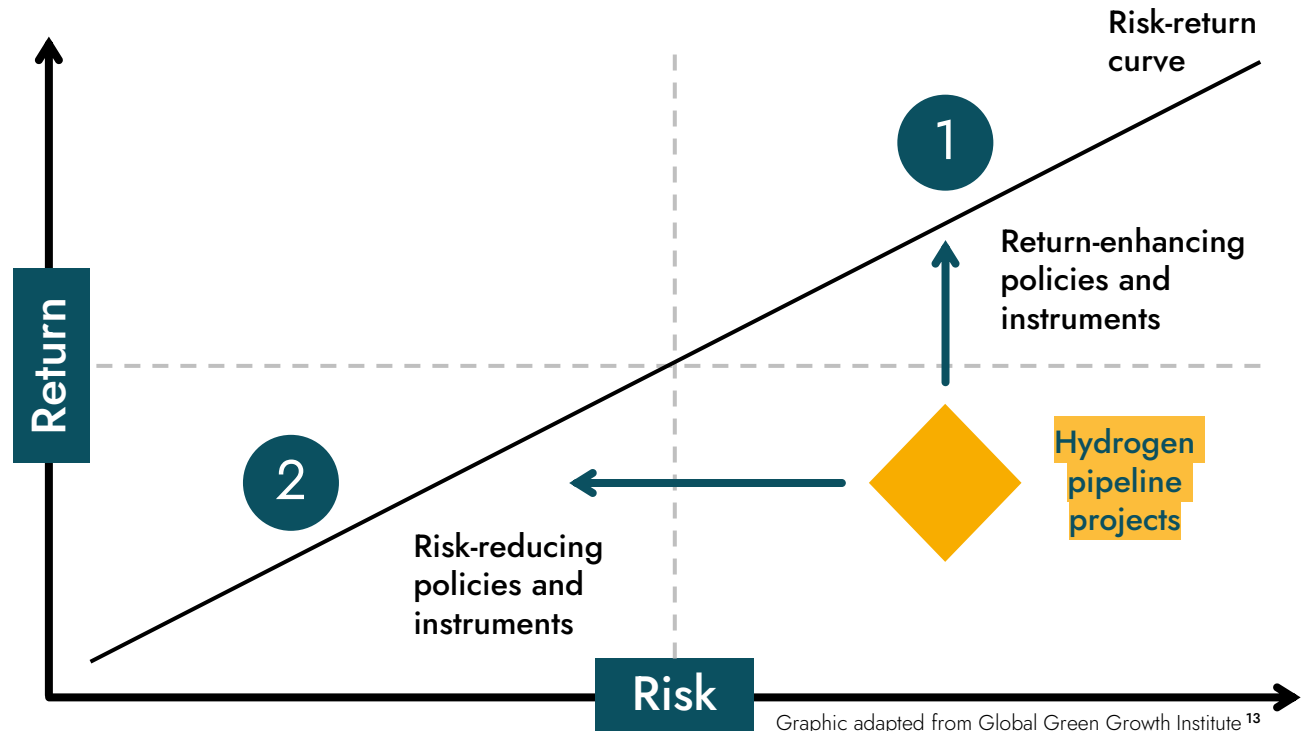 Risk-return
curve
1
Return-enhancing
policies and
instruments
Return
Hydrogen
pipeline
projects
2
Risk-reducing
policies and
instruments
Risk
Graphic adapted from Global Green Growth Institute 13